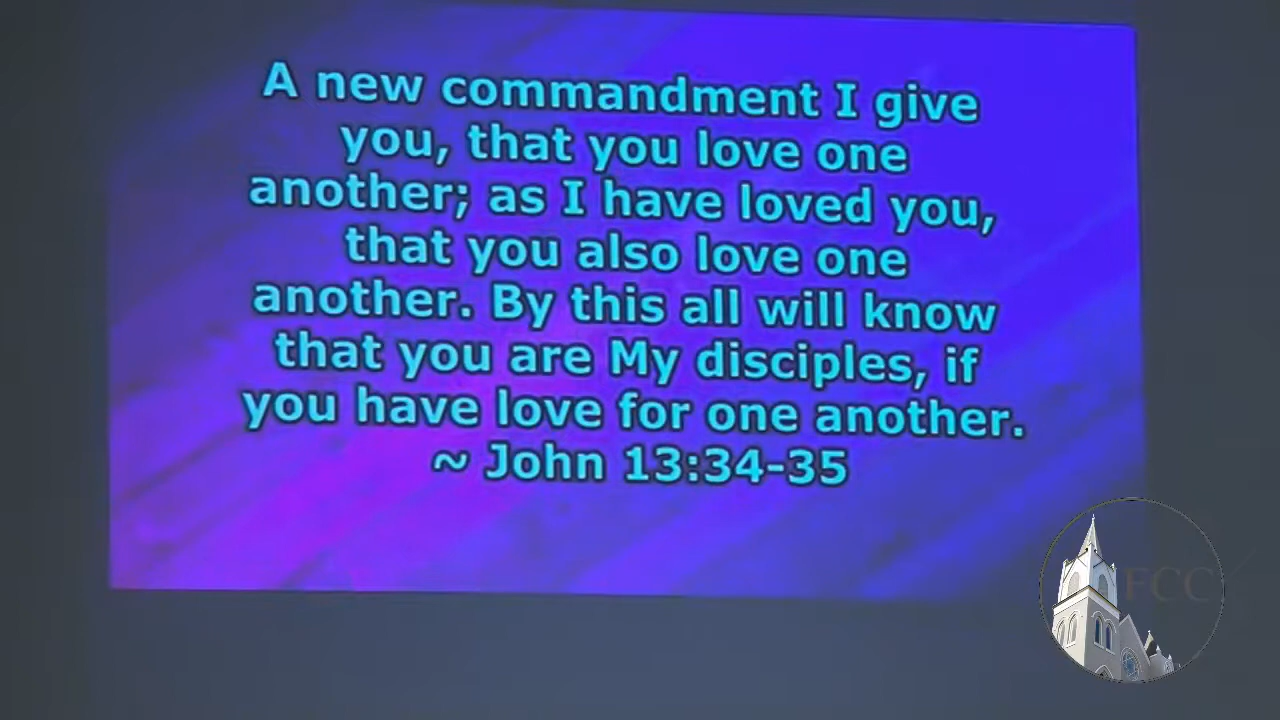 A new commandment I give
you, that you love one
another; as I have loved you,
that you also love one
another. By this all will know
that you are My disciples, if
you have love for one another.
~ John 13:34-35
FCC